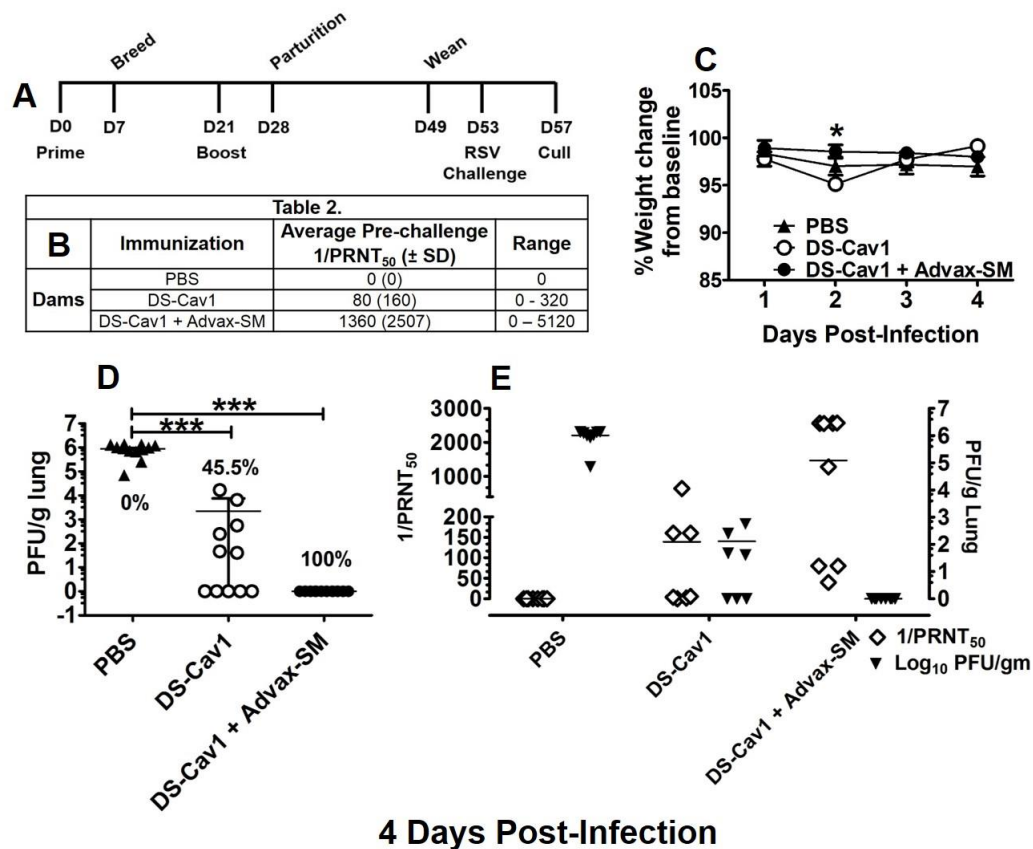 A
Breed Parturition Wean
D0 D7 D21 D28 D49 D53 D57
Prime Boost RSV Cull
Challenge
Table 2.
B
Immunization Average Pre-challenge 1/PRNT₅₀ (± SD) Range
Dams
PBS 0 (0) 0
DS-Cav1 80 (160) 0 - 320
DS-Cav1 + Advax-SM 1360 (2507) 0 – 5120
C
% Weight change
from baseline
105
100
95
90
85
*
PBS
DS-Cav1
DS-Cav1 + Advax-SM
1 2 3 4
Days Post-Infection
D
PFU/g lung
7
6
5
4
3
2
1
0
-1
***
***
0%
45.5%
100%
PBS
DS-Cav1
DS-Cav1 + Advax-SM
E
1/PRNT₅₀
3000
2000
1000
200
150
100
50
0
PFU/g Lung
7
6
5
4
3
2
1
0
PBS
DS-Cav1
DS-Cav1 + Advax-SM
1/PRNT₅₀
Log₁₀ PFU/gm
4 Days Post-Infection